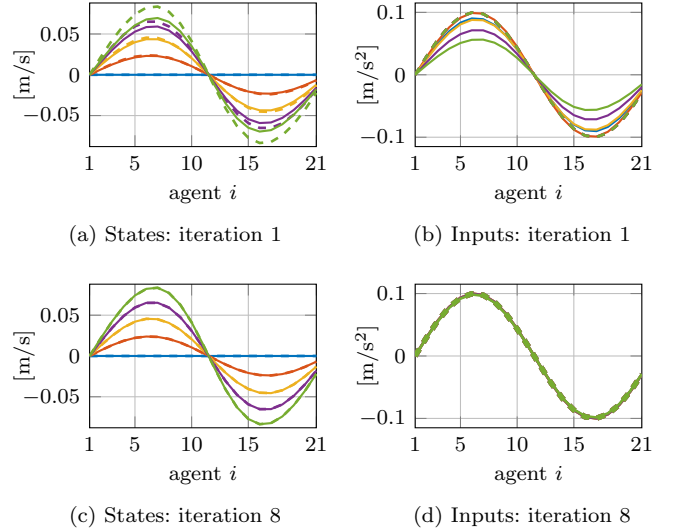 0.05
0
−0.05
[m/s]
1
5
10
15
21
agent i
(a) States: iteration 1
0.1
0
−0.1
[m/s²]
1
5
10
15
21
agent i
(b) Inputs: iteration 1
0.05
0
−0.05
[m/s]
1
5
10
15
21
agent i
(c) States: iteration 8
0.1
0
−0.1
[m/s²]
1
5
10
15
21
agent i
(d) Inputs: iteration 8